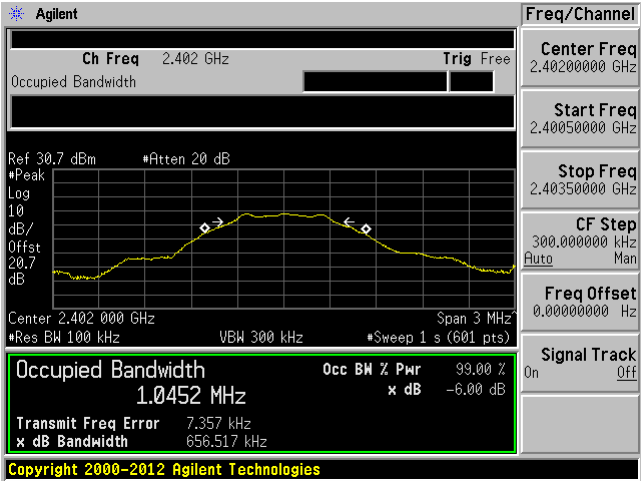 Agilent
Freq/Channel
Ch Freq 2.402 GHz Trig Free
Occupied Bandwidth
Center Freq
2.40200000 GHz
Start Freq
2.40050000 GHz
Stop Freq
2.40350000 GHz
CF Step
300.000000 kHz
Auto Man
Freq Offset
0.00000000 Hz
Signal Track
On Off
Ref 30.7 dBm #Atten 20 dB
#Peak
Log
10
dB/
Offst
20.7
dB
Center 2.402 000 GHz Span 3 MHz^
#Res BW 100 kHz VBW 300 kHz #Sweep 1 s (601 pts)
Occupied Bandwidth Occ BW % Pwr 99.00 %
1.0452 MHz x dB -6.00 dB
Transmit Freq Error 7.357 kHz
x dB Bandwidth 656.517 kHz
Copyright 2000-2012 Agilent Technologies